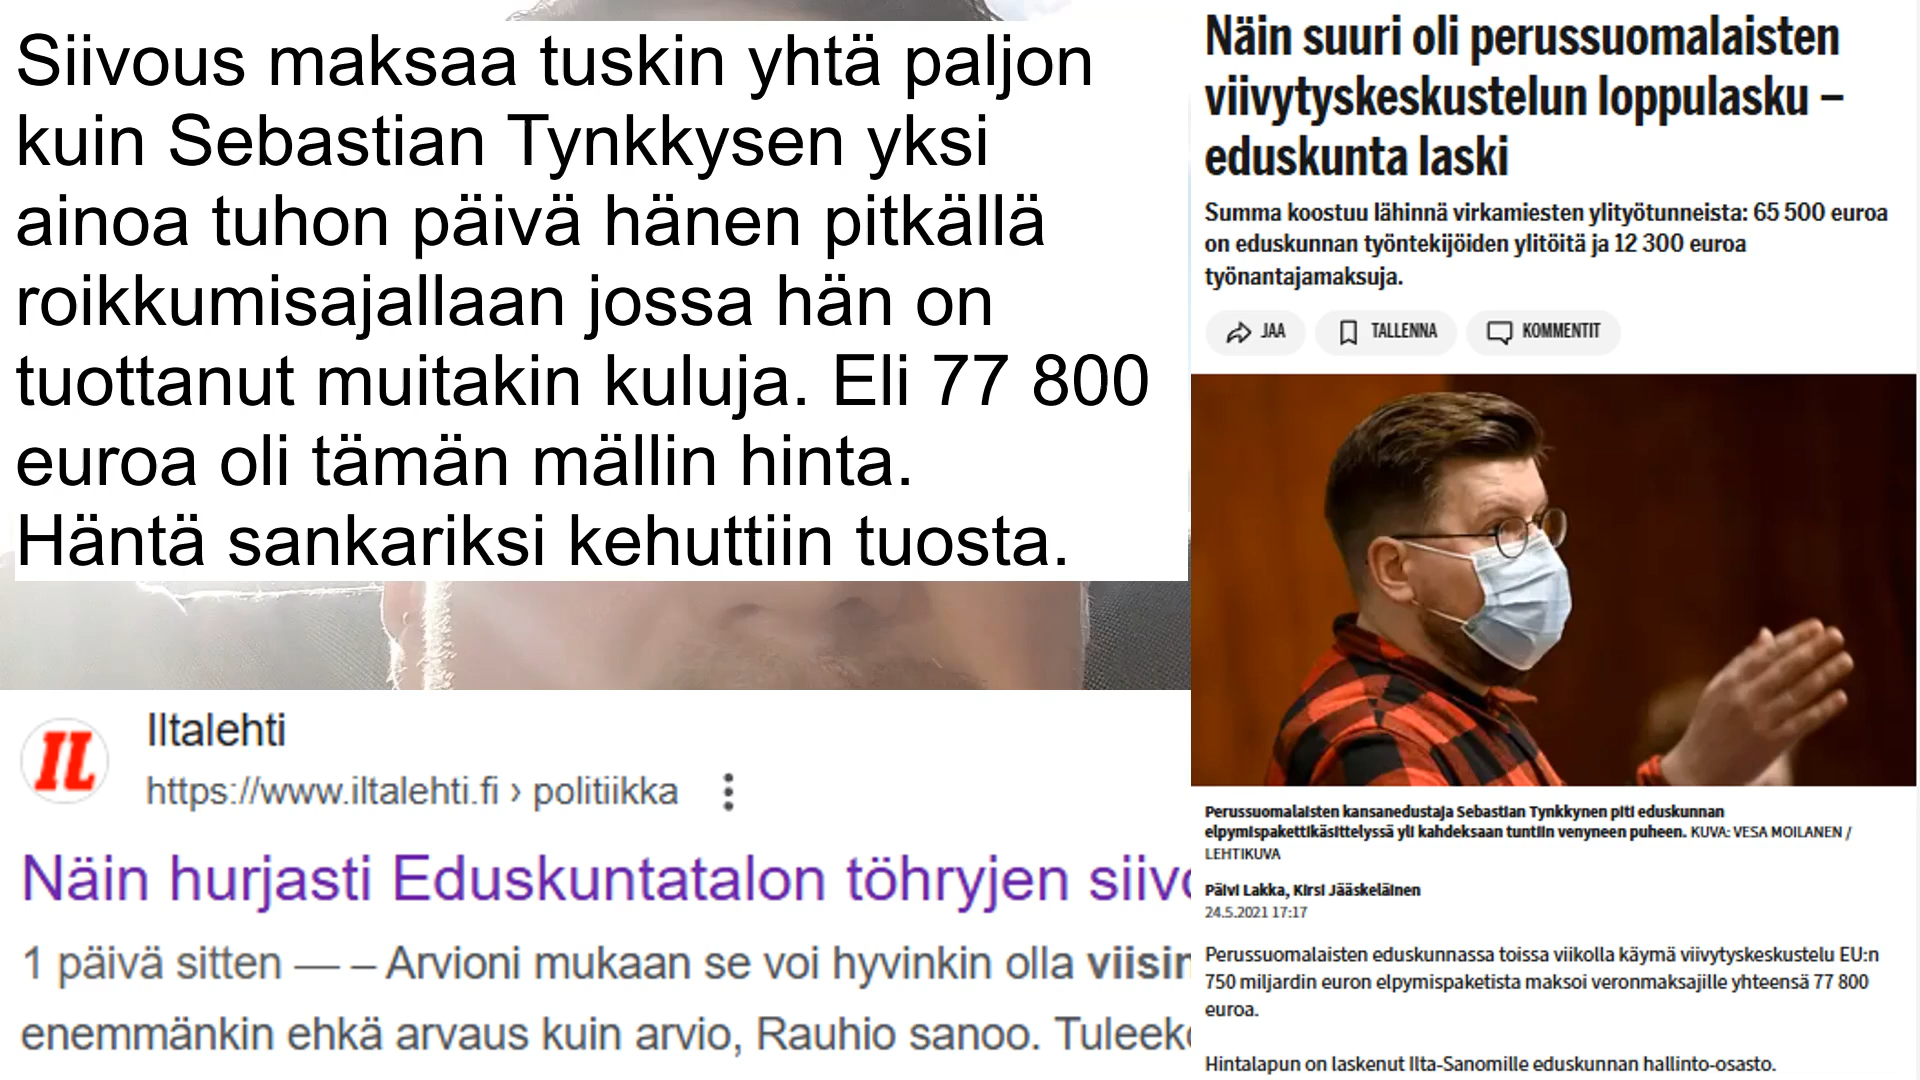 Siivous maksaa tuskin yhtä paljon
kuin Sebastian Tynkkysen yksi
ainoa tuhon päivä hänen pitkällä
roikkumisajallaan jossa hän on
tuottanut muitakin kuluja. Eli 77 800
euroa oli tämän mällin hinta.
Häntä sankariksi kehuttiin tuosta.
IL
Iltalehti
https://www.iltalehti.fi › politiikka
Näin hurjasti Eduskuntatalon töhryjen siivo
1 päivä sitten — – Arvioni mukaan se voi hyvinkin olla viisin
enemmänkin ehkä arvaus kuin arvio, Rauhio sanoo. Tuleeko
Näin suuri oli perussuomalaisten
viivytyskeskustelun loppulasku –
eduskunta laski
Summa koostuu lähinnä virkamiesten ylityötunneista: 65 500 euroa
on eduskunnan työntekijöiden ylitöitä ja 12 300 euroa
työnantajamaksuja.
JAA TALLENNA KOMMENTIT
Perussuomalaisten kansanedustaja Sebastian Tynkkynen piti eduskunnan
elpymispakettikäsittelyssä yli kahdeksaan tuntiin venyneen puheen. KUVA: VESA MOILANEN /
LEHTIKUVA
Päivi Lakka, Kirsi Jääskeläinen
24.5.2021 17:17
Perussuomalaisten eduskunnassa toissa viikolla käymä viivytyskeskustelu EU:n
750 miljardin euron elpymispaketista maksoi veronmaksajille yhteensä 77 800
euroa.
Hintalapun on laskenut Ilta-Sanomille eduskunnan hallinto-osasto.